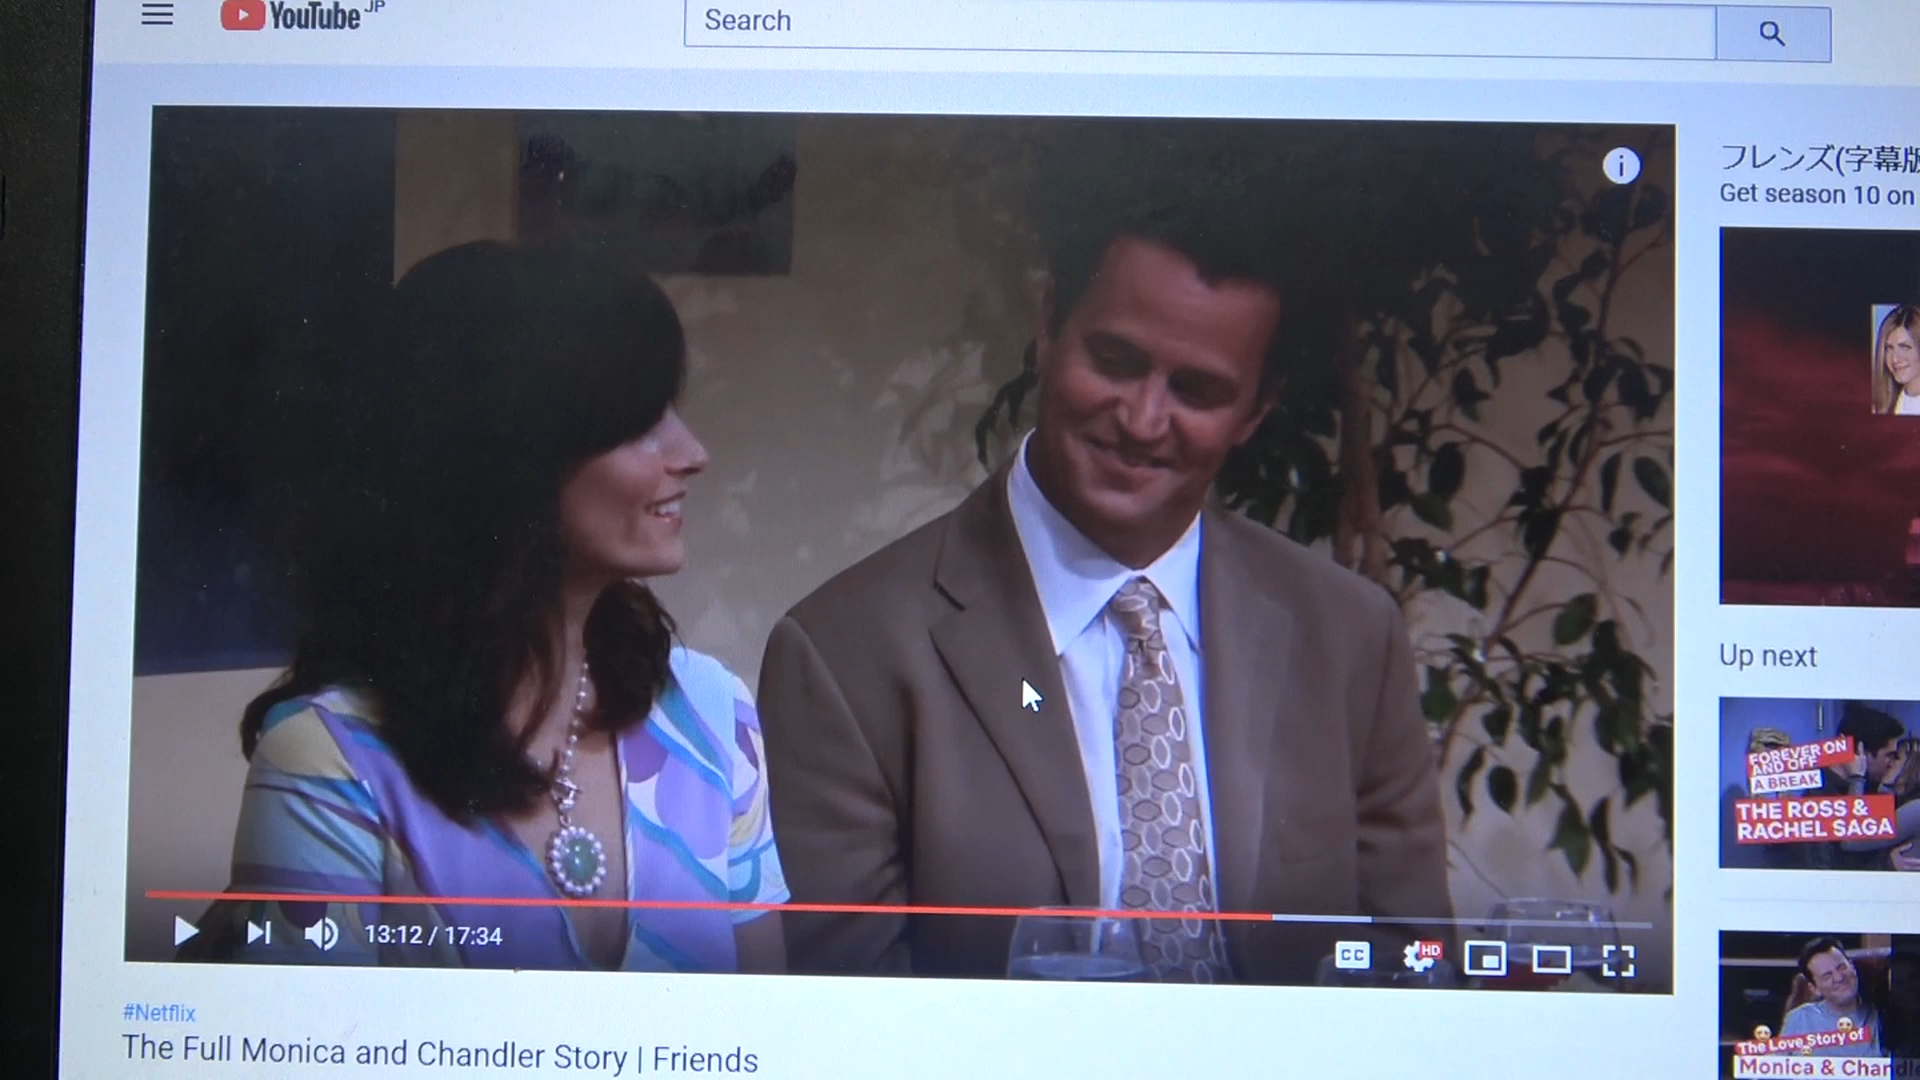 YouTube JP
Search
フレンズ(字幕版
Get season 10 on
Up next
FOREVER ON
AND OFF
A BREAK
THE ROSS &
RACHEL SAGA
13:12 / 17:34
CC
HD
#Netflix
The Full Monica and Chandler Story | Friends
The Love Story of
Monica & Chandl